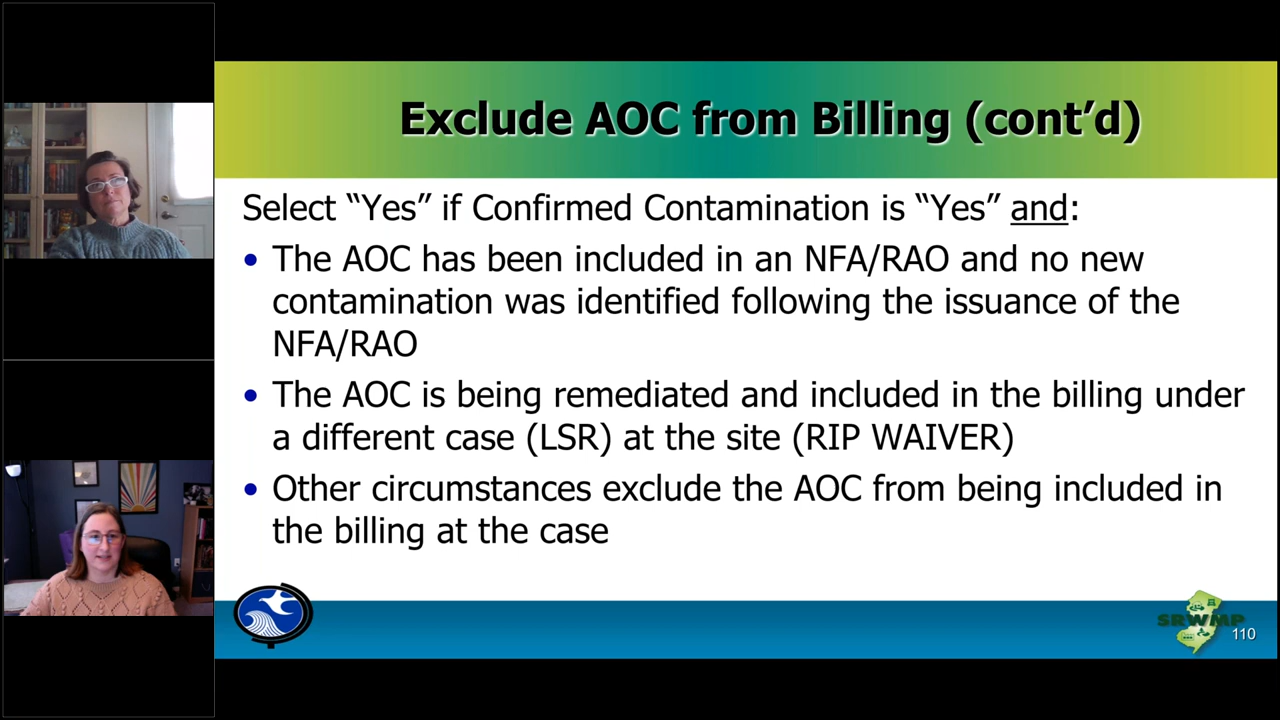 Exclude AOC from Billing (cont’d)
Select “Yes” if Confirmed Contamination is “Yes” and:
• The AOC has been included in an NFA/RAO and no new
contamination was identified following the issuance of the
NFA/RAO
• The AOC is being remediated and included in the billing under
a different case (LSR) at the site (RIP WAIVER)
• Other circumstances exclude the AOC from being included in
the billing at the case
SRWMP
110